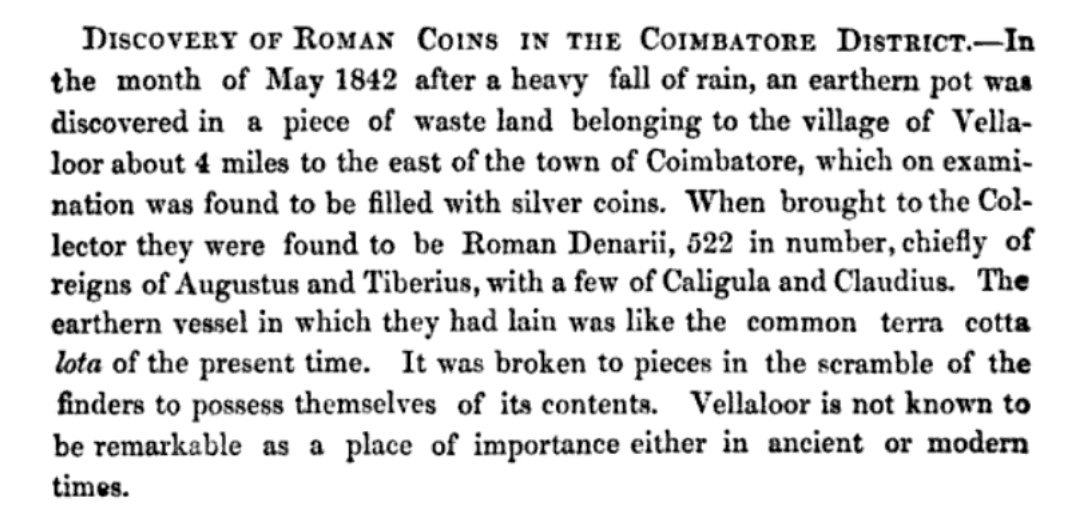 Discovery of Roman Coins in the Coimbatore District.—In
the month of May 1842 after a heavy fall of rain, an earthern pot was
discovered in a piece of waste land belonging to the village of Vella-
loor about 4 miles to the east of the town of Coimbatore, which on exami-
nation was found to be filled with silver coins. When brought to the Col-
lector they were found to be Roman Denarii, 522 in number, chiefly of
reigns of Augustus and Tiberius, with a few of Caligula and Claudius. The
earthern vessel in which they had lain was like the common terra cotta
lota of the present time. It was broken to pieces in the scramble of the
finders to possess themselves of its contents. Vellaloor is not known to
be remarkable as a place of importance either in ancient or modern
times.